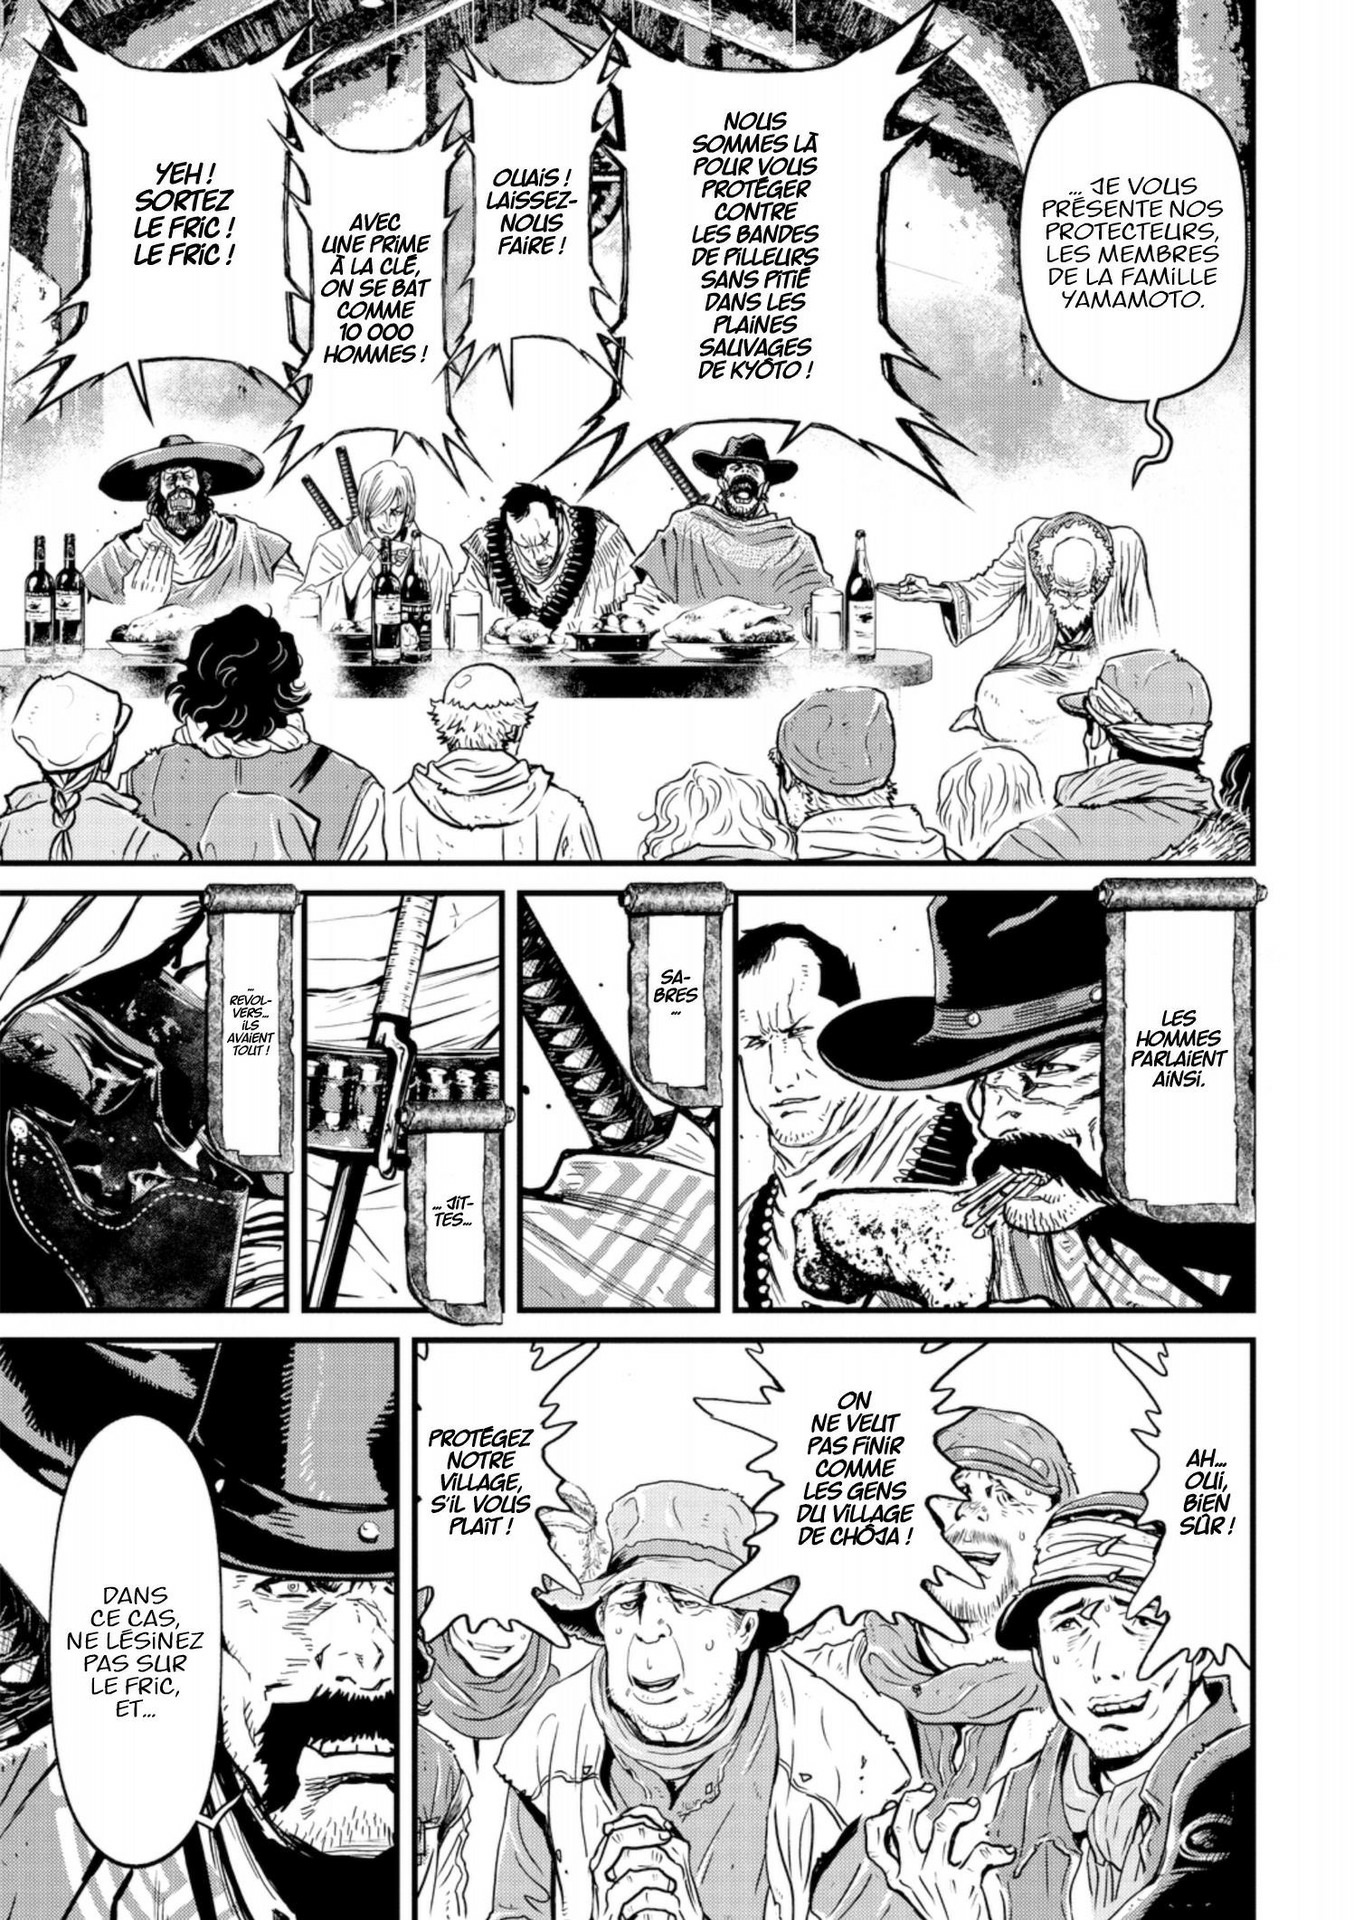 ... JE VOUS
PRÉSENTE NOS
PROTECTEURS,
LES MEMBRES
DE LA FAMILLE
YAMAMOTO.
NOUS
SOMMES LÀ
POUR VOUS
PROTÉGER
CONTRE
LES BANDES
DE PILLEURS
SANS PITIÉ
DANS LES
PLAINES
SAUVAGES
DE KYÔTO !
OUAIS !
LAISSEZ-
NOUS
FAIRE !
AVEC
UNE PRIME
À LA CLÉ,
ON SE BAT
COMME
10 000
HOMMES !
YEH !
SORTEZ
LE FRIC !
LE FRIC !
LES
HOMMES
PARLAIENT
AINSI.
SA-
BRES
...
... JIT-
TES...
...
REVOL-
VERS...
ILS
AVAIENT
TOUT !
AH...
OUI,
BIEN
SÛR !
ON
NE VEUT
PAS FINIR
COMME
LES GENS
DU VILLAGE
DE CHÔJA !
PROTÉGEZ
NOTRE
VILLAGE,
S'IL VOUS
PLAIT !
DANS
CE CAS,
NE LÉSINEZ
PAS SUR
LE FRIC,
ET...